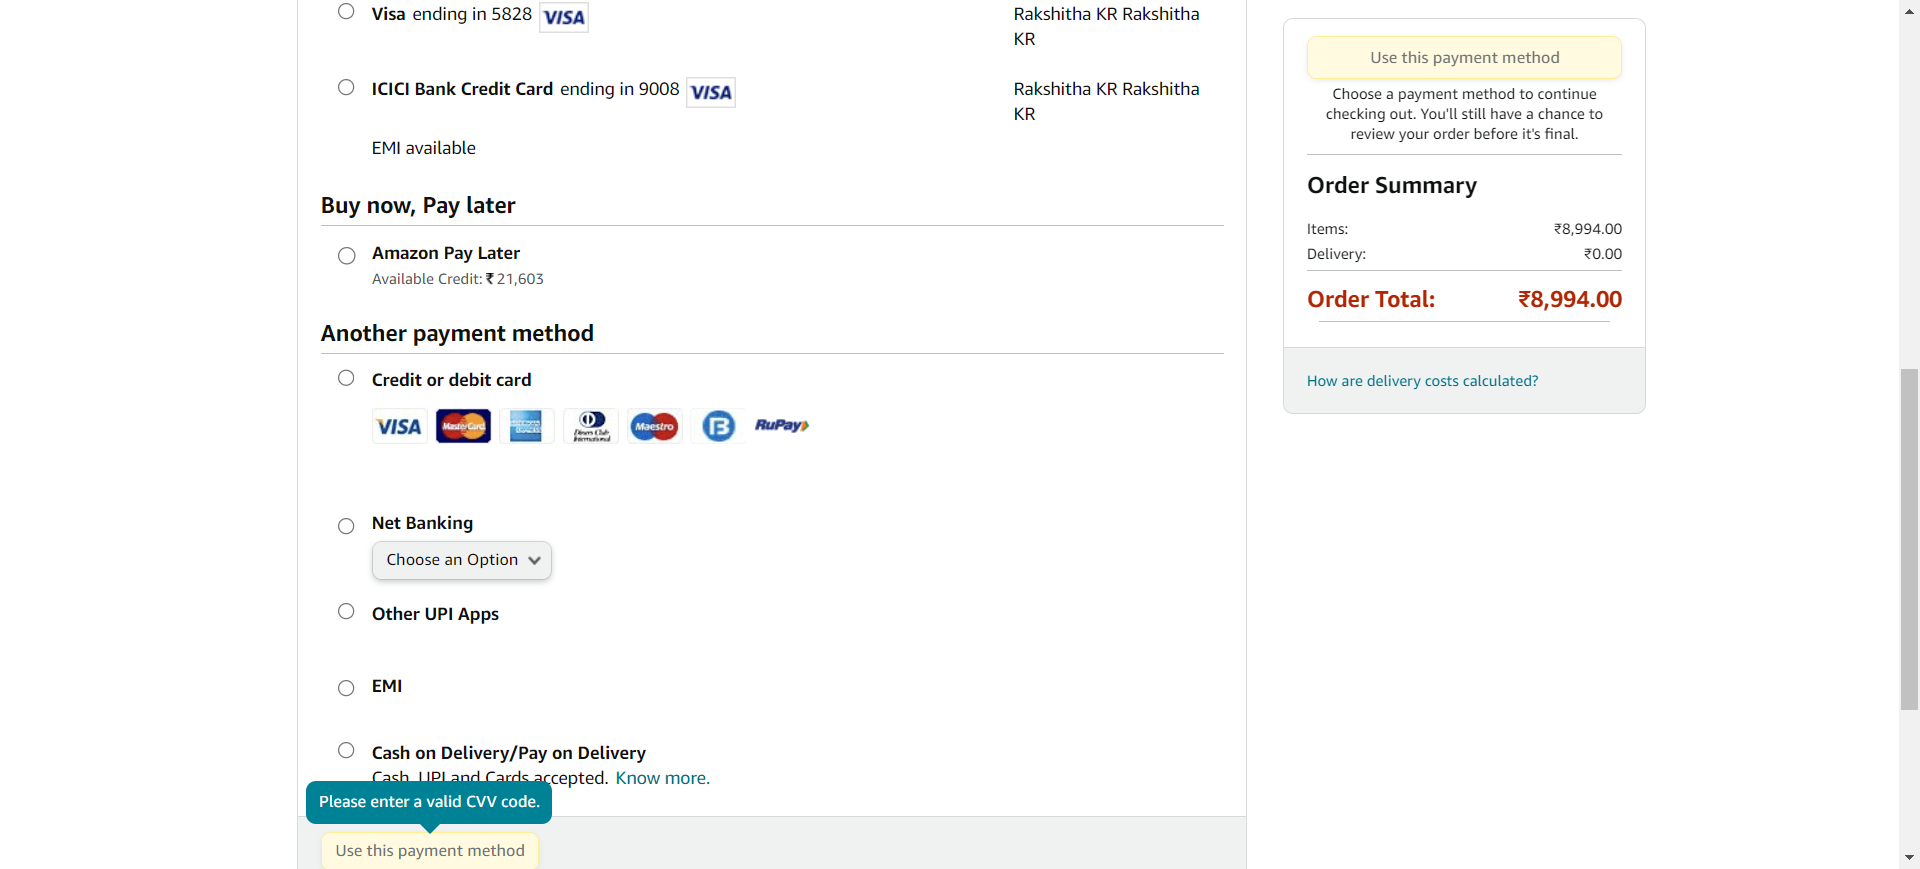 Visa ending in 5828 VISA
Rakshitha KR Rakshitha
KR
ICICI Bank Credit Card ending in 9008 VISA
Rakshitha KR Rakshitha
KR
EMI available
Buy now, Pay later
Amazon Pay Later
Available Credit: ₹ 21,603
Another payment method
Credit or debit card
VISA MasterCard AMERICAN EXPRESS Diners Club International Maestro B RuPay
Net Banking
Choose an Option
Other UPI Apps
EMI
Cash on Delivery/Pay on Delivery
Cash, UPI and Cards accepted. Know more.
Please enter a valid CVV code.
Use this payment method
Use this payment method
Choose a payment method to continue
checking out. You'll still have a chance to
review your order before it's final.
Order Summary
Items: ₹8,994.00
Delivery: ₹0.00
Order Total: ₹8,994.00
How are delivery costs calculated?